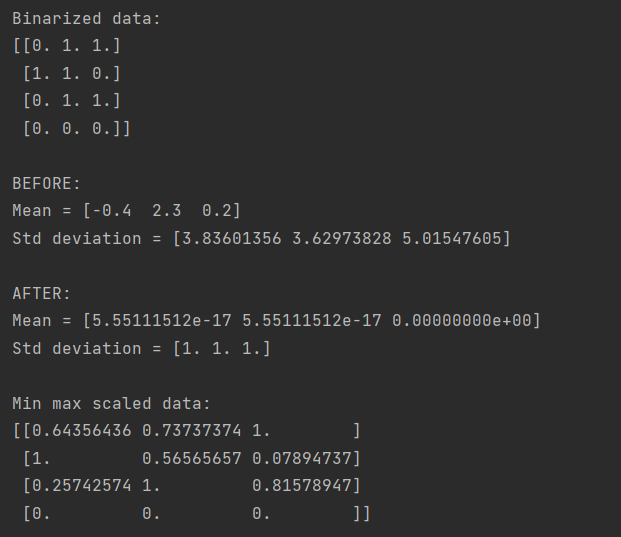 Binarized data:
[[0. 1. 1.]
 [1. 1. 0.]
 [0. 1. 1.]
 [0. 0. 0.]]

BEFORE:
Mean = [-0.4  2.3  0.2]
Std deviation = [3.83601356 3.62973828 5.01547605]

AFTER:
Mean = [5.55111512e-17 5.55111512e-17 0.00000000e+00]
Std deviation = [1. 1. 1.]

Min max scaled data:
[[0.64356436 0.73737374 1.        ]
 [1.         0.56565657 0.07894737]
 [0.25742574 1.         0.81578947]
 [0.         0.         0.        ]]